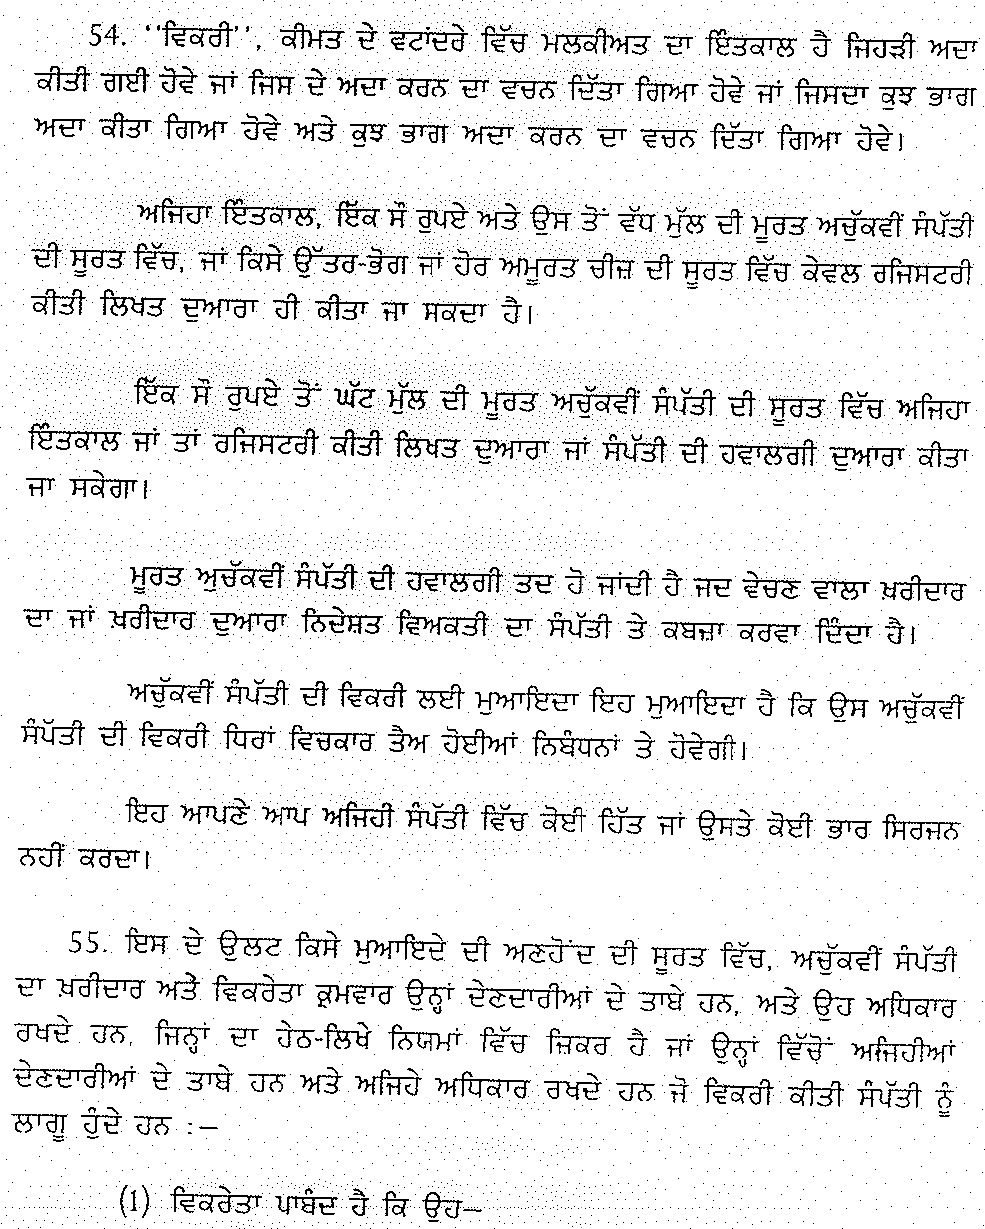 54. ‘‘ਵਿਕਰੀ’’, ਕੀਮਤ ਦੇ ਵਟਾਂਦਰੇ ਵਿੱਚ ਮਲਕੀਅਤ ਦਾ ਇੰਤਕਾਲ ਹੈ ਜਿਹੜੀ ਅਦਾ
ਕੀਤੀ ਗਈ ਹੋਵੇ ਜਾਂ ਜਿਸ ਦੇ ਅਦਾ ਕਰਨ ਦਾ ਵਚਨ ਦਿੱਤਾ ਗਿਆ ਹੋਵੇ ਜਾਂ ਜਿਸਦਾ ਕੁਝ ਭਾਗ
ਅਦਾ ਕੀਤਾ ਗਿਆ ਹੋਵੇ ਅਤੇ ਕੁਝ ਭਾਗ ਅਦਾ ਕਰਨ ਦਾ ਵਚਨ ਦਿੱਤਾ ਗਿਆ ਹੋਵੇ।
ਅਜਿਹਾ ਇੰਤਕਾਲ, ਇੱਕ ਸੌ ਰੁਪਏ ਅਤੇ ਉਸ ਤੋਂ ਵੱਧ ਮੁੱਲ ਦੀ ਮੂਰਤ ਅਚੁੱਕਵੀਂ ਸੰਪੱਤੀ
ਦੀ ਸੂਰਤ ਵਿੱਚ, ਜਾਂ ਕਿਸੇ ਉੱਤਰ-ਭੋਗ ਜਾਂ ਹੋਰ ਅਮੂਰਤ ਚੀਜ਼ ਦੀ ਸੂਰਤ ਵਿੱਚ ਕੇਵਲ ਰਜਿਸਟਰੀ
ਕੀਤੀ ਲਿਖਤ ਦੁਆਰਾ ਹੀ ਕੀਤਾ ਜਾ ਸਕਦਾ ਹੈ।
ਇੱਕ ਸੌ ਰੁਪਏ ਤੋਂ ਘੱਟ ਮੁੱਲ ਦੀ ਮੂਰਤ ਅਚੁੱਕਵੀਂ ਸੰਪੱਤੀ ਦੀ ਸੂਰਤ ਵਿੱਚ ਅਜਿਹਾ
ਇੰਤਕਾਲ ਜਾਂ ਤਾਂ ਰਜਿਸਟਰੀ ਕੀਤੀ ਲਿਖਤ ਦੁਆਰਾ ਜਾਂ ਸੰਪੱਤੀ ਦੀ ਹਵਾਲਗੀ ਦੁਆਰਾ ਕੀਤਾ
ਜਾ ਸਕੇਗਾ।
ਮੂਰਤ ਅੁਚੱਕਵੀਂ ਸੰਪੱਤੀ ਦੀ ਹਵਾਲਗੀ ਤਦ ਹੋ ਜਾਂਦੀ ਹੈ ਜਦ ਵੇਚਣ ਵਾਲਾ ਖ਼ਰੀਦਾਰ
ਦਾ ਜਾਂ ਖ਼ਰੀਦਾਰ ਦੁਆਰਾ ਨਿਦੇਸ਼ਤ ਵਿਅਕਤੀ ਦਾ ਸੰਪੱਤੀ ਤੇ ਕਬਜ਼ਾ ਕਰਵਾ ਦਿੰਦਾ ਹੈ।
ਅਚੁੱਕਵੀਂ ਸੰਪੱਤੀ ਦੀ ਵਿਕਰੀ ਲਈ ਮੁਆਇਦਾ ਇਹ ਮੁਆਇਦਾ ਹੈ ਕਿ ਉਸ ਅਚੁੱਕਵੀਂ
ਸੰਪੱਤੀ ਦੀ ਵਿਕਰੀ ਧਿਰਾਂ ਵਿਚਕਾਰ ਤੈਅ ਹੋਈਆਂ ਨਿਬੰਧਨਾਂ ਤੇ ਹੋਵੇਗੀ।
ਇਹ ਆਪਣੇ ਆਪ ਅਜਿਹੀ ਸੰਪੱਤੀ ਵਿੱਚ ਕੋਈ ਹਿੱਤ ਜਾਂ ਉਸਤੇ ਕੋਈ ਭਾਰ ਸਿਰਜਨ
ਨਹੀਂ ਕਰਦਾ।
55. ਇਸ ਦੇ ਉਲਟ ਕਿਸੇ ਮੁਆਇਦੇ ਦੀ ਅਣਹੋਂਦ ਦੀ ਸੂਰਤ ਵਿੱਚ, ਅਚੁੱਕਵੀਂ ਸੰਪੱਤੀ
ਦਾ ਖ਼ਰੀਦਾਰ ਅਤੇ ਵਿਕਰੇਤਾ ਕ੍ਰਮਵਾਰ ਉਨ੍ਹਾਂ ਦੇਣਦਾਰੀਆਂ ਦੇ ਤਾਬੇ ਹਨ, ਅਤੇ ਉਹ ਅਧਿਕਾਰ
ਰਖਦੇ ਹਨ, ਜਿਨ੍ਹਾਂ ਦਾ ਹੇਠ-ਲਿਖੇ ਨਿਯਮਾਂ ਵਿੱਚ ਜ਼ਿਕਰ ਹੈ ਜਾਂ ਉਨ੍ਹਾਂ ਵਿੱਚੋਂ ਅਜਿਹੀਆਂ
ਦੇਣਦਾਰੀਆਂ ਦੇ ਤਾਬੇ ਹਨ ਅਤੇ ਅਜਿਹੇ ਅਧਿਕਾਰ ਰਖਦੇ ਹਨ ਜੋ ਵਿਕਰੀ ਕੀਤੀ ਸੰਪੱਤੀ ਨੂੰ
ਲਾਗੂ ਹੁੰਦੇ ਹਨ :—
(1) ਵਿਕਰੇਤਾ ਪਾਬੰਦ ਹੈ ਕਿ ਉਹ—